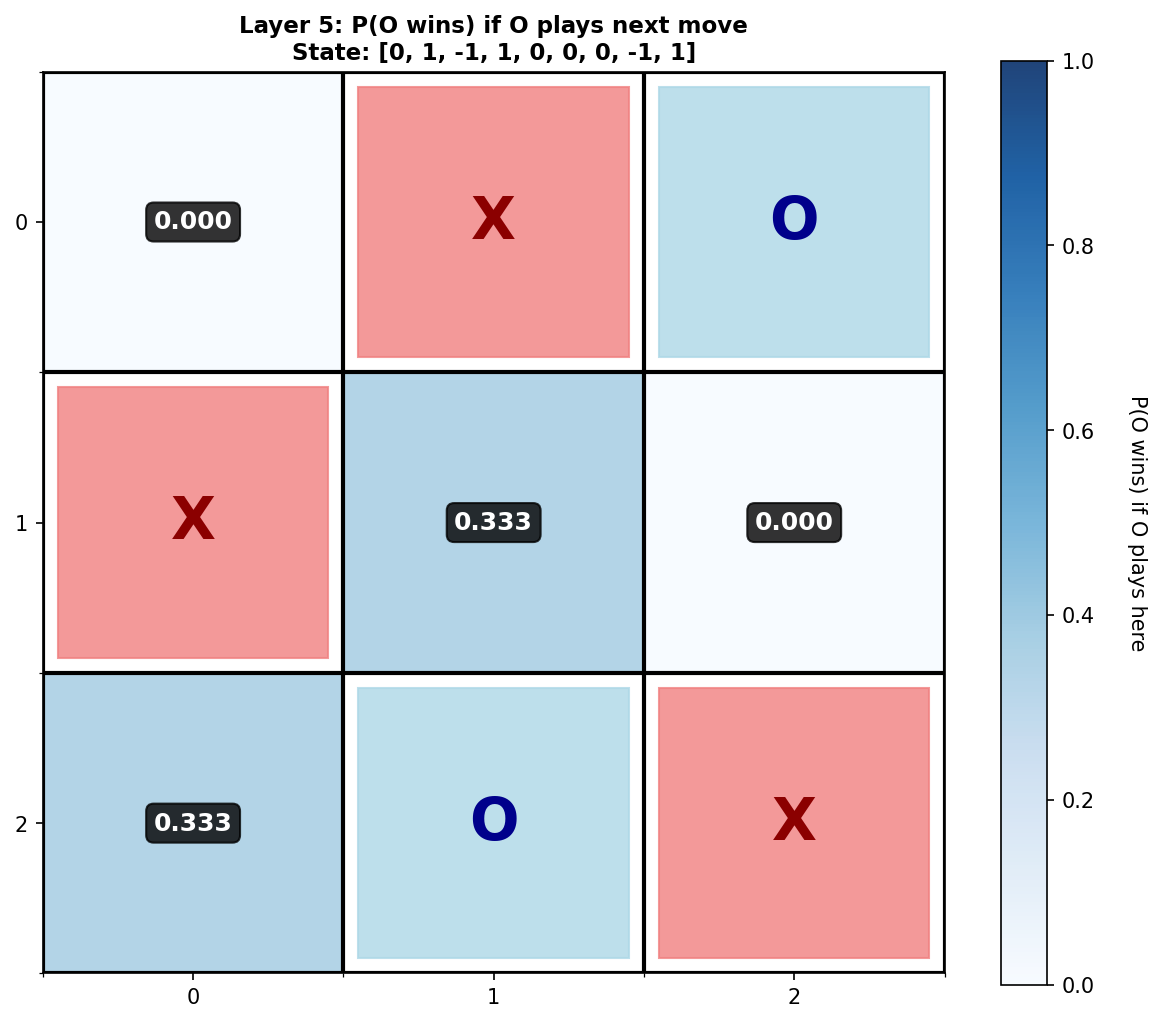 Layer 5: P(O wins) if O plays next move
State: [0, 1, -1, 1, 0, 0, 0, -1, 1]
0
0.000
X
O
1
X
0.333
0.000
2
0.333
O
X
0
1
2
1.0
0.8
0.6
0.4
0.2
0.0
P(O wins) if O plays here